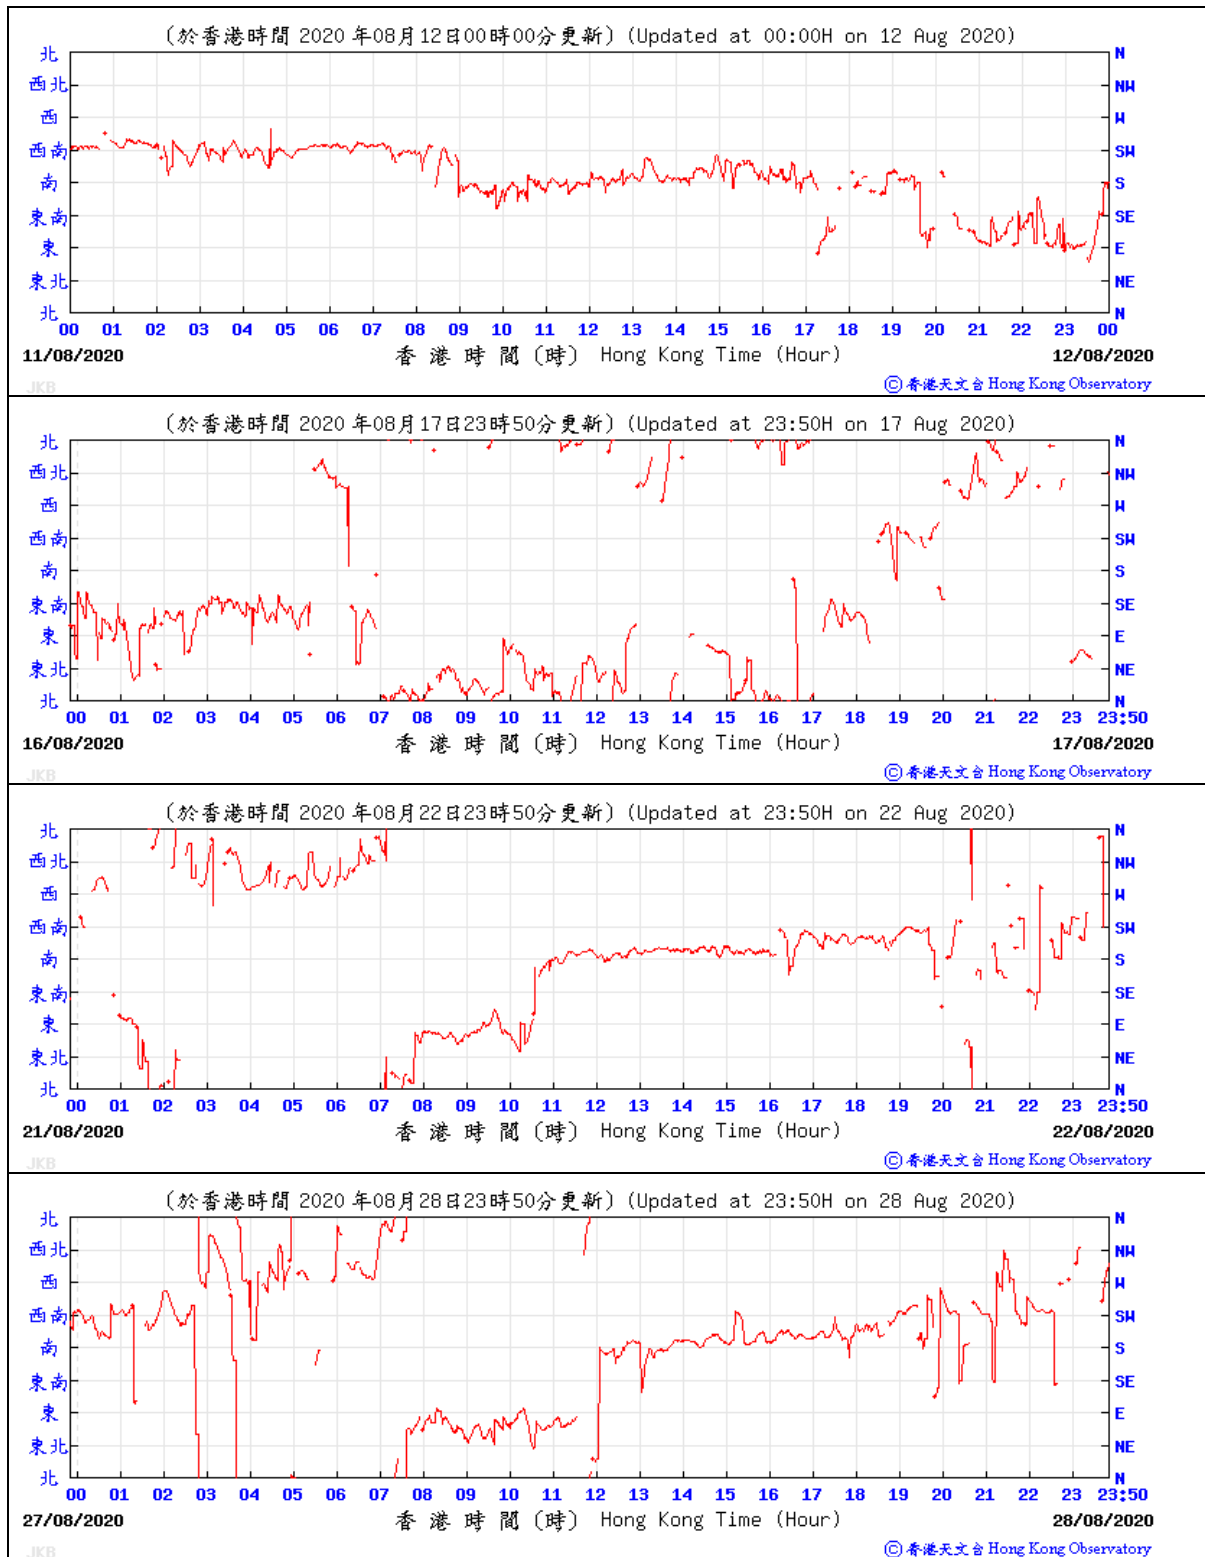 (於香港時間 2020 年08月12日00時00分更新) (Updated at 00:00H on 12 Aug 2020)
北 N
西北 NW
西 W
西南 SW
南 S
東南 SE
東 E
東北 NE
北 N
00 01 02 03 04 05 06 07 08 09 10 11 12 13 14 15 16 17 18 19 20 21 22 23 00
11/08/2020 香港時間(時) Hong Kong Time (Hour) 12/08/2020
JKB ©香港天文台 Hong Kong Observatory
(於香港時間 2020 年08月17日23時50分更新) (Updated at 23:50H on 17 Aug 2020)
北 N
西北 NW
西 W
西南 SW
南 S
東南 SE
東 E
東北 NE
北 N
00 01 02 03 04 05 06 07 08 09 10 11 12 13 14 15 16 17 18 19 20 21 22 23 23:50
16/08/2020 香港時間(時) Hong Kong Time (Hour) 17/08/2020
JKB ©香港天文台 Hong Kong Observatory
(於香港時間 2020 年08月22日23時50分更新) (Updated at 23:50H on 22 Aug 2020)
北 N
西北 NW
西 W
西南 SW
南 S
東南 SE
東 E
東北 NE
北 N
00 01 02 03 04 05 06 07 08 09 10 11 12 13 14 15 16 17 18 19 20 21 22 23 23:50
21/08/2020 香港時間(時) Hong Kong Time (Hour) 22/08/2020
JKB ©香港天文台 Hong Kong Observatory
(於香港時間 2020 年08月28日23時50分更新) (Updated at 23:50H on 28 Aug 2020)
北 N
西北 NW
西 W
西南 SW
南 S
東南 SE
東 E
東北 NE
北 N
00 01 02 03 04 05 06 07 08 09 10 11 12 13 14 15 16 17 18 19 20 21 22 23 23:50
27/08/2020 香港時間(時) Hong Kong Time (Hour) 28/08/2020
JKB ©香港天文台 Hong Kong Observatory